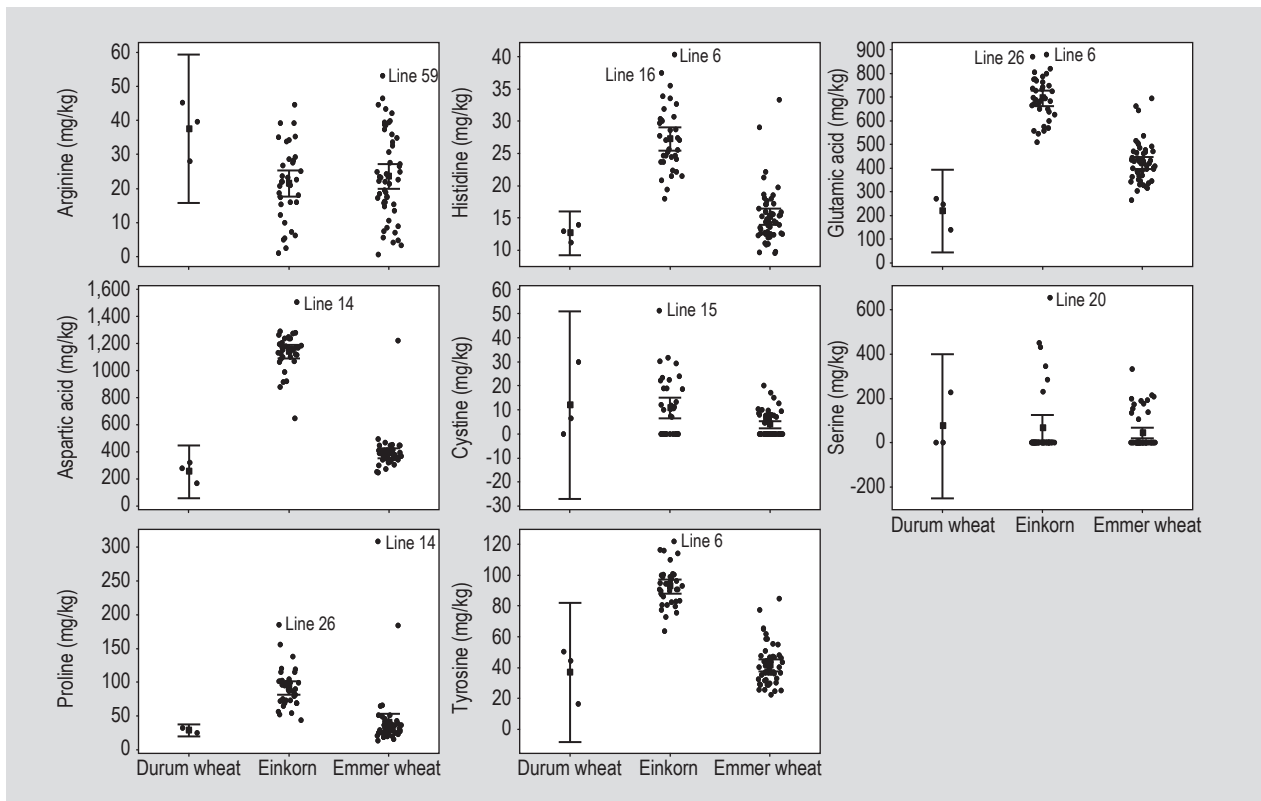 Arginine (mg/kg)
60
50
40
30
20
10
0
Line 59
Histidine (mg/kg)
40
35
30
25
20
15
10
Line 6
Line 16
Glutamic acid (mg/kg)
900
800
700
600
500
400
300
200
100
0
Line 26
Line 6
Aspartic acid (mg/kg)
1,600
1,400
1,200
1000
800
600
400
200
0
Line 14
Cystine (mg/kg)
60
50
40
30
20
10
0
-10
-20
-30
Line 15
Serine (mg/kg)
600
400
200
0
-200
Line 20
Durum wheat
Einkorn
Emmer wheat
Proline (mg/kg)
300
250
200
150
100
50
0
Line 26
Line 14
Durum wheat
Einkorn
Emmer wheat
Tyrosine (mg/kg)
120
100
80
60
40
20
0
Line 6
Durum wheat
Einkorn
Emmer wheat